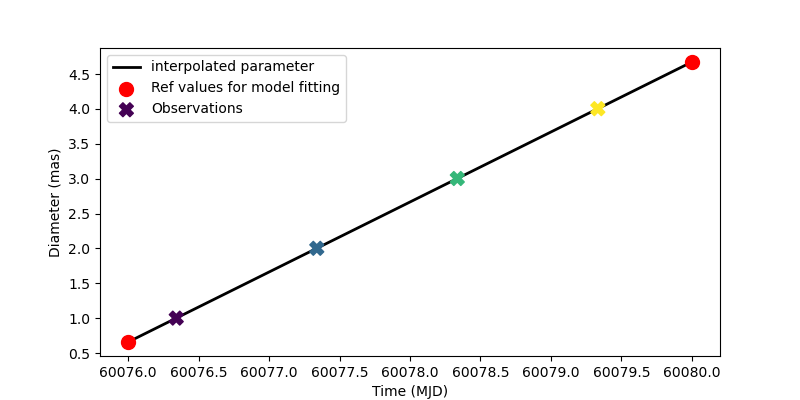 interpolated parameter
Ref values for model fitting
Observations
4.5
4.0
3.5
3.0
2.5
2.0
1.5
1.0
0.5
Diameter (mas)
60076.0 60076.5 60077.0 60077.5 60078.0 60078.5 60079.0 60079.5 60080.0
Time (MJD)